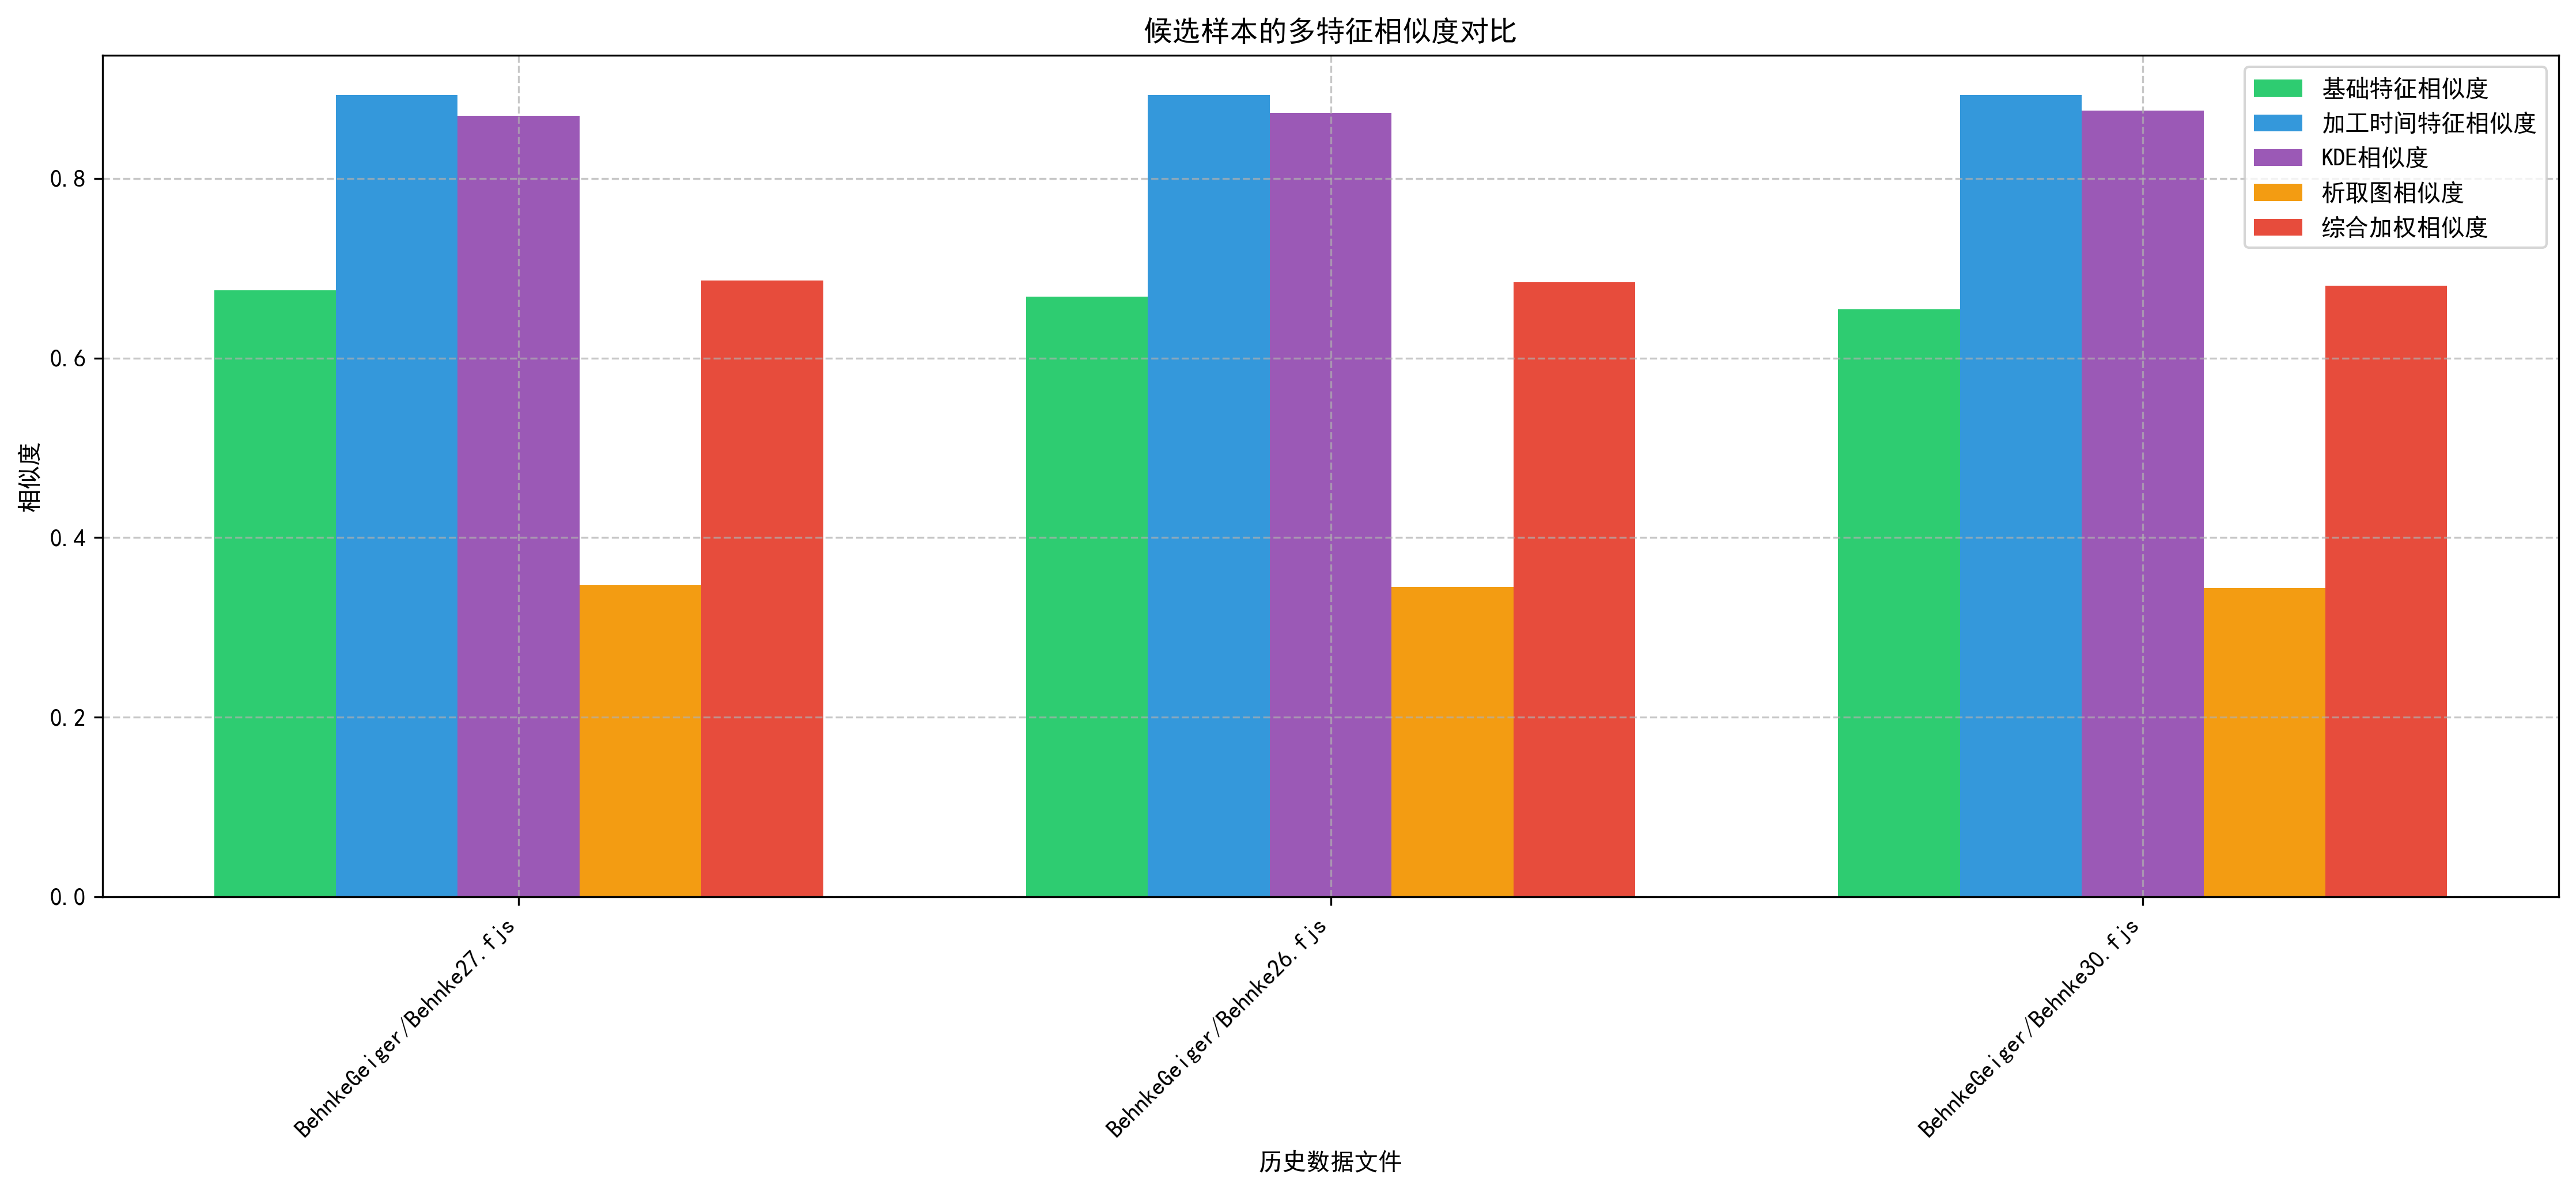 候选样本的多特征相似度对比
基础特征相似度
加工时间特征相似度
KDE相似度
析取图相似度
综合加权相似度
相似度
0.8
0.6
0.4
0.2
0.0
BehnkeGeiger/Behnke27.fjs
BehnkeGeiger/Behnke26.fjs
BehnkeGeiger/Behnke30.fjs
历史数据文件